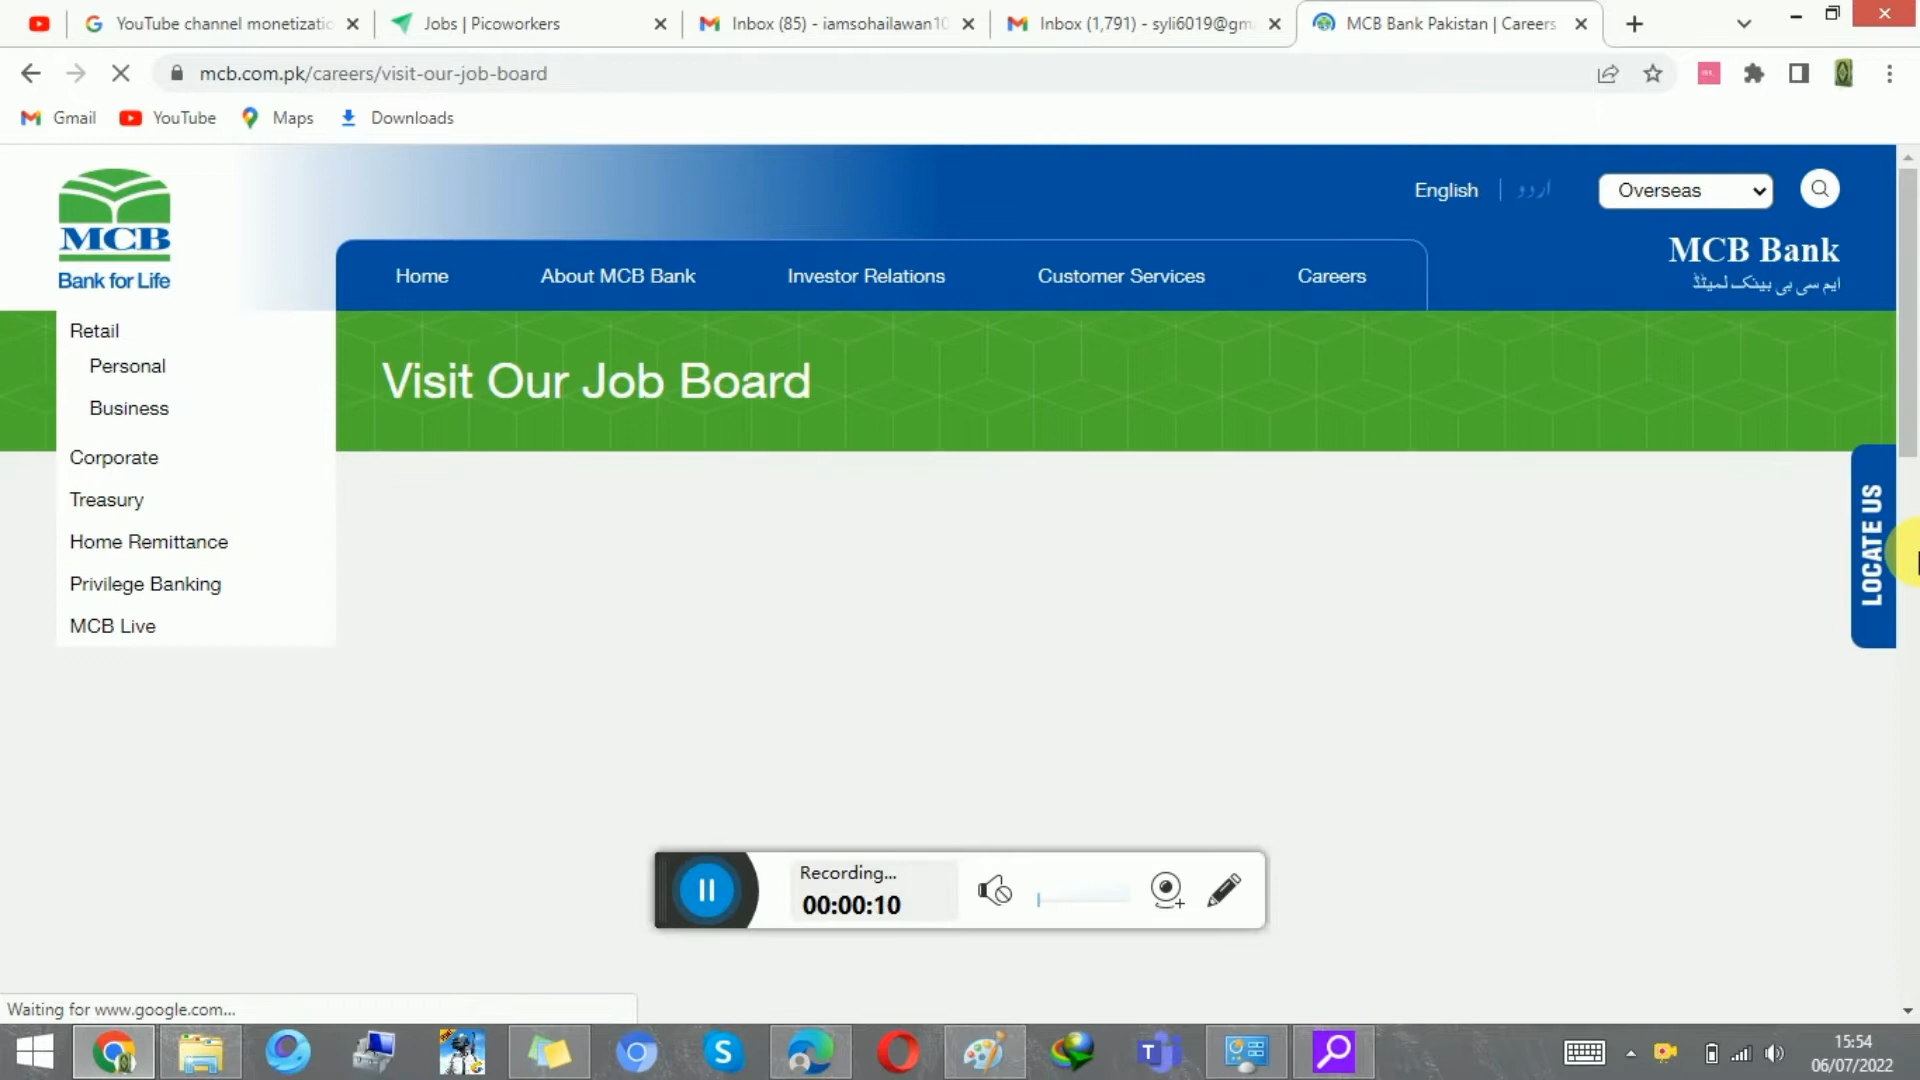 YouTube channel monetizatio
Jobs | Picoworkers
Inbox (85) - iamsohailawan10
Inbox (1,791) - syli6019@gm
MCB Bank Pakistan | Careers
mcb.com.pk/careers/visit-our-job-board
Gmail
YouTube
Maps
Downloads
MCB
Bank for Life
English
اردو
Overseas
MCB Bank
ایم سی بی بینک لمیٹڈ
Home
About MCB Bank
Investor Relations
Customer Services
Careers
Visit Our Job Board
Retail
Personal
Business
Corporate
Treasury
Home Remittance
Privilege Banking
MCB Live
LOCATE US
Recording...
00:00:10
Waiting for www.google.com...
15:54
06/07/2022